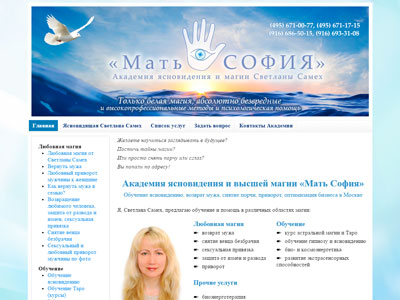 (495) 671-00-77, (495) 671-17-15
(916) 686-50-15, (916) 693-31-08
«Мать СОФИЯ»
Академия ясновидения и магии Светланы Самех
Только белая магия, абсолютно безвредные
и высокопрофессиональные методы и психологическая помощь
Главная Ясновидящая Светлана Самех Список услуг Задать вопрос Контакты Академии
Любовная магия
Любовная магия от
Светланы Самех
Вернуть мужа
Любовный приворот
мужчины к женщине
Как вернуть мужа в
семью?
Возвращение
любимого человека,
защита от развода и
измен, сексуальная
привязка
Снятие венца
безбрачия
Сексуальный и
любовный приворот
мужчины по фото
Обучение
Обучение
ясновидению
Обучение Таро
(курсы)
Желаете научиться заглядывать в будущее?
Постичь тайны магии?
Или просто снять порчу или сглаз?
Вы попали по адресу!
Академия ясновидения и высшей магии «Мать София»
Обучение ясновидению, возврат мужа, снятие порчи, приворот, оптимизация бизнеса в Москве
Я, Светлана Самех, предлагаю обучение и помощь в различных областях магии:
Любовная магия
возврат мужа
снятие венца безбрачия
сексуальная привязка
защита от развода и измен
приворот
Прочие услуги
биоэнерготерапия
Обучение
курс астральной магии и Таро
обучение гипнозу и ясновидению
био- и космоэнергетика
развитие экстрасенсорных
способностей